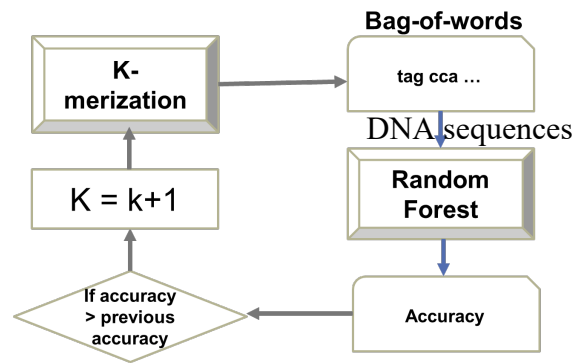 Bag-of-words
K-
merization
tag cca ...
DNA sequences
Random
Forest
K = k+1
If accuracy
> previous
accuracy
Accuracy